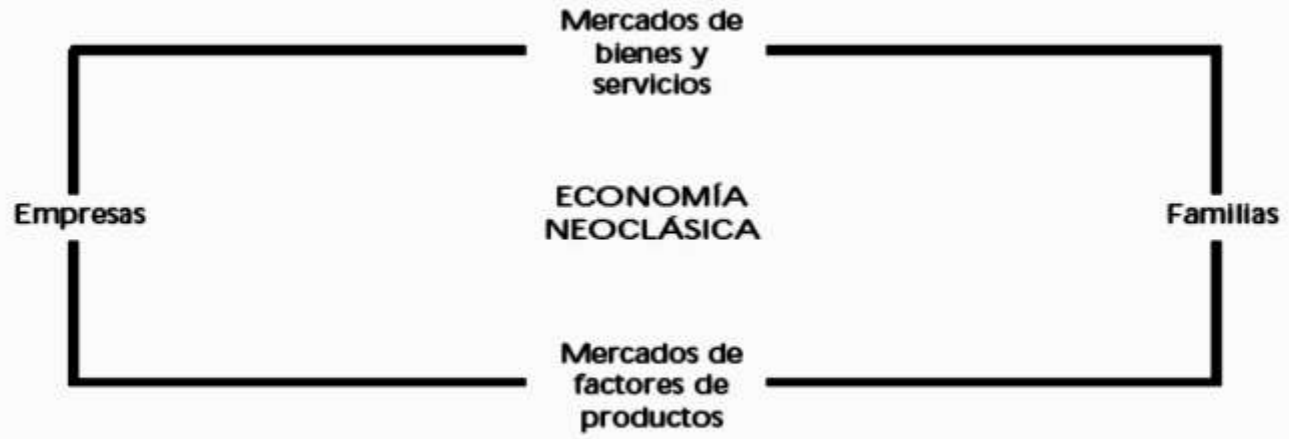 Mercados de
bienes y
servicios
Empresas
ECONOMÍA
NEOCLÁSICA
Familias
Mercados de
factores de
productos